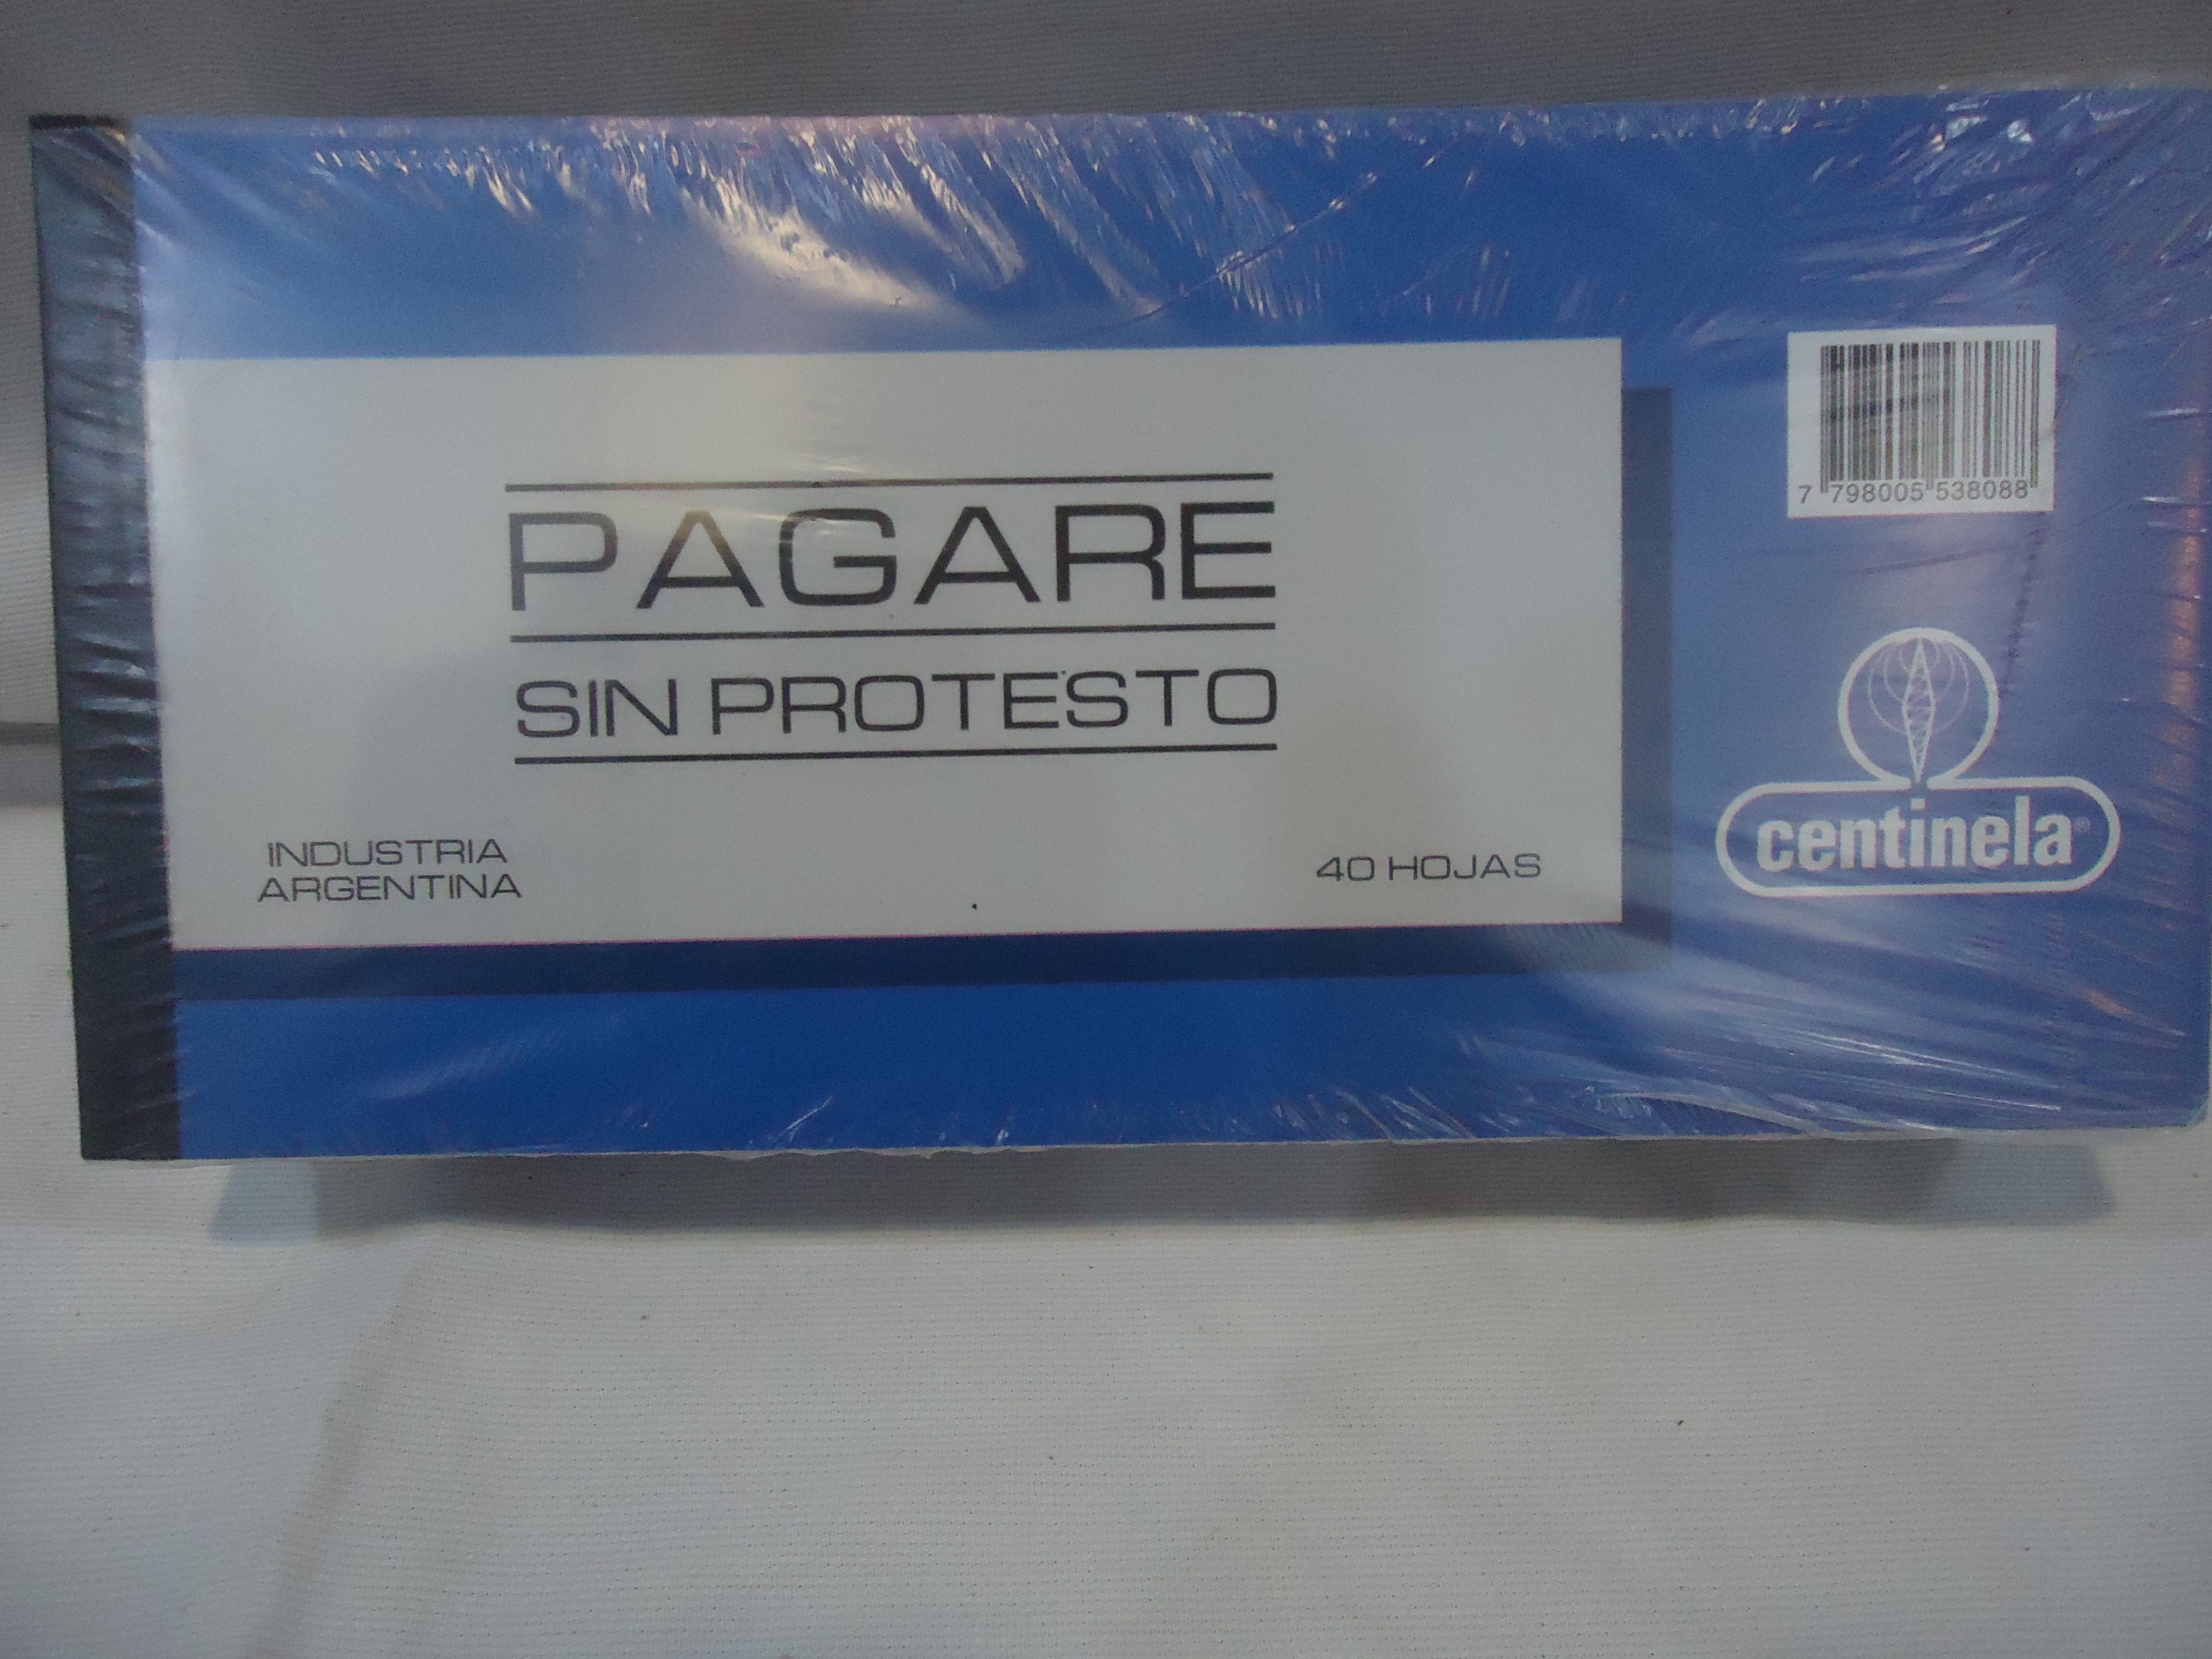 PAGARE
SIN PROTESTO
INDUSTRIA
ARGENTINA
40 HOJAS
7 798005 538088
centinela®